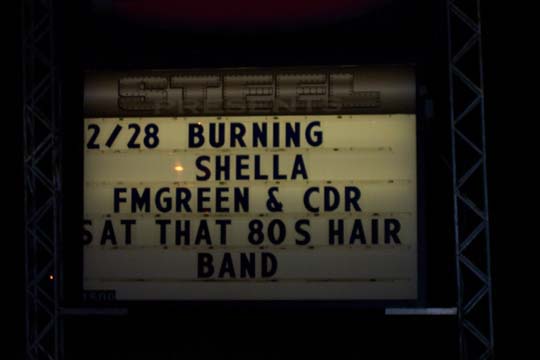 STEEL
PRESENTS
2/28 BURNING
SHELLA
FMGREEN & CDR
SAT THAT 80S HAIR
BAND